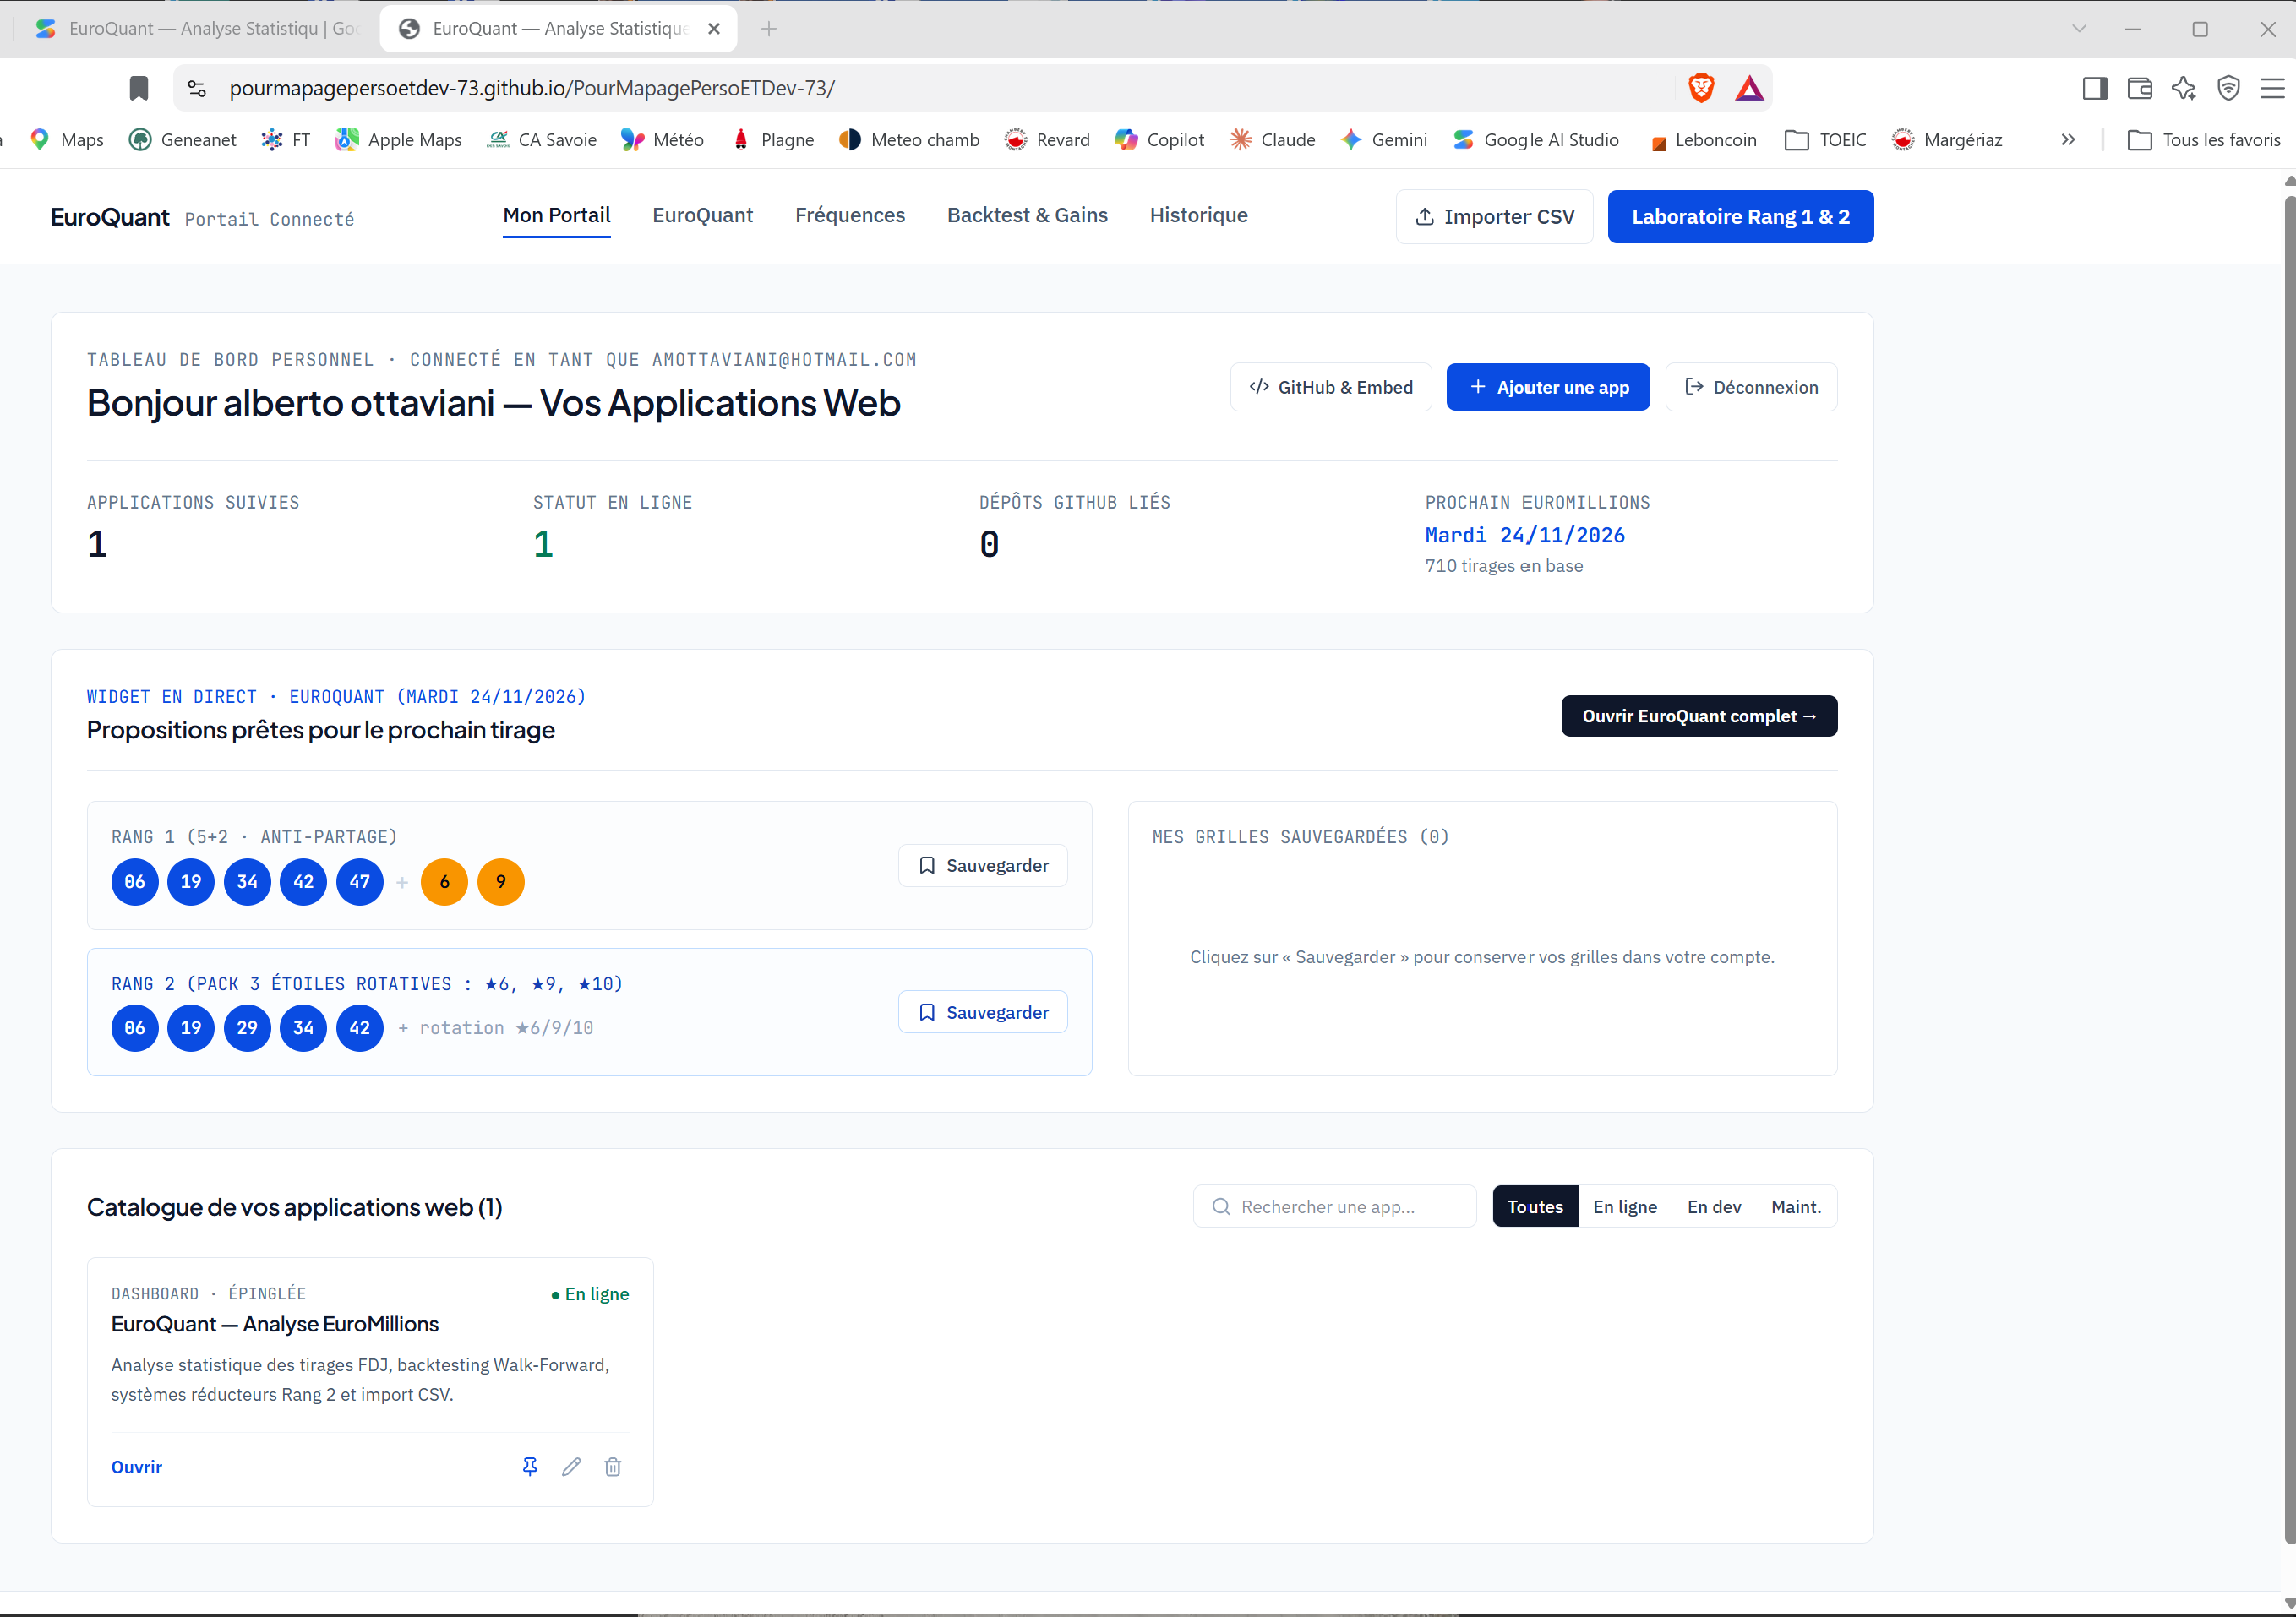 EuroQuant — Analyse Statistiqu | Goo
EuroQuant — Analyse Statistique
pourmapagepersoetdev-73.github.io/PourMapagePersoETDev-73/
Maps Geneanet FT Apple Maps CA Savoie Météo Plagne Meteo chamb Revard Copilot Claude Gemini Google AI Studio Leboncoin TOEIC Margériaz » Tous les favoris
EuroQuant Portail Connecté Mon Portail EuroQuant Fréquences Backtest & Gains Historique Importer CSV Laboratoire Rang 1 & 2
TABLEAU DE BORD PERSONNEL · CONNECTÉ EN TANT QUE AMOTTAVIANI@HOTMAIL.COM
Bonjour alberto ottaviani — Vos Applications Web
</> GitHub & Embed + Ajouter une app Déconnexion
APPLICATIONS SUIVIES STATUT EN LIGNE DÉPÔTS GITHUB LIÉS PROCHAIN EUROMILLIONS
1 1 0 Mardi 24/11/2026
710 tirages en base
WIDGET EN DIRECT · EUROQUANT (MARDI 24/11/2026)
Propositions prêtes pour le prochain tirage
Ouvrir EuroQuant complet →
RANG 1 (5+2 · ANTI-PARTAGE)
06 19 34 42 47 + 6 9
Sauvegarder
RANG 2 (PACK 3 ÉTOILES ROTATIVES : ★6, ★9, ★10)
06 19 29 34 42 + rotation ★6/9/10
Sauvegarder
MES GRILLES SAUVEGARDÉES (0)
Cliquez sur « Sauvegarder » pour conserver vos grilles dans votre compte.
Catalogue de vos applications web (1)
Rechercher une app... Toutes En ligne En dev Maint.
DASHBOARD · ÉPINGLÉE ● En ligne
EuroQuant — Analyse EuroMillions
Analyse statistique des tirages FDJ, backtesting Walk-Forward,
systèmes réducteurs Rang 2 et import CSV.
Ouvrir